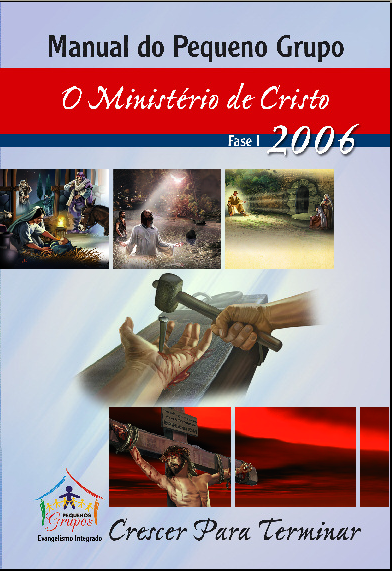 Manual do Pequeno Grupo
O Ministério de Cristo
Fase I 2006
PEQUENOS
Grupos
Evangelismo Integrado
Crescer Para Terminar